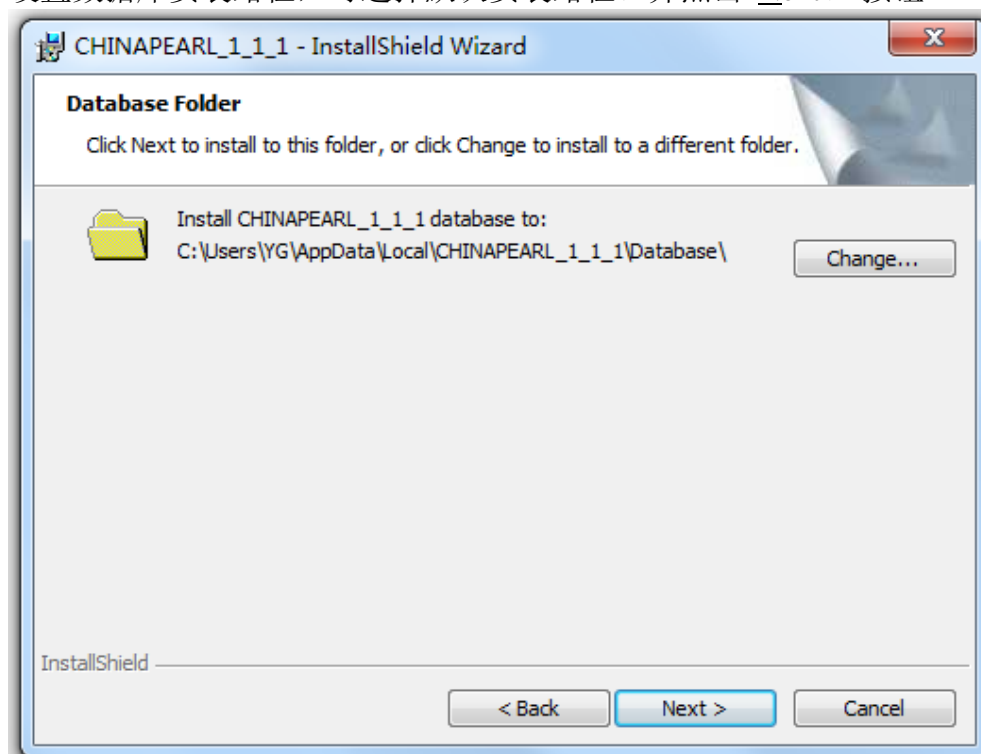 CHINAPEARL_1_1_1 - InstallShield Wizard
Database Folder
Click Next to install to this folder, or click Change to install to a different folder.
Install CHINAPEARL_1_1_1 database to:
C:\Users\YG\AppData\Local\CHINAPEARL_1_1_1\Database\
Change...
InstallShield
< Back
Next >
Cancel